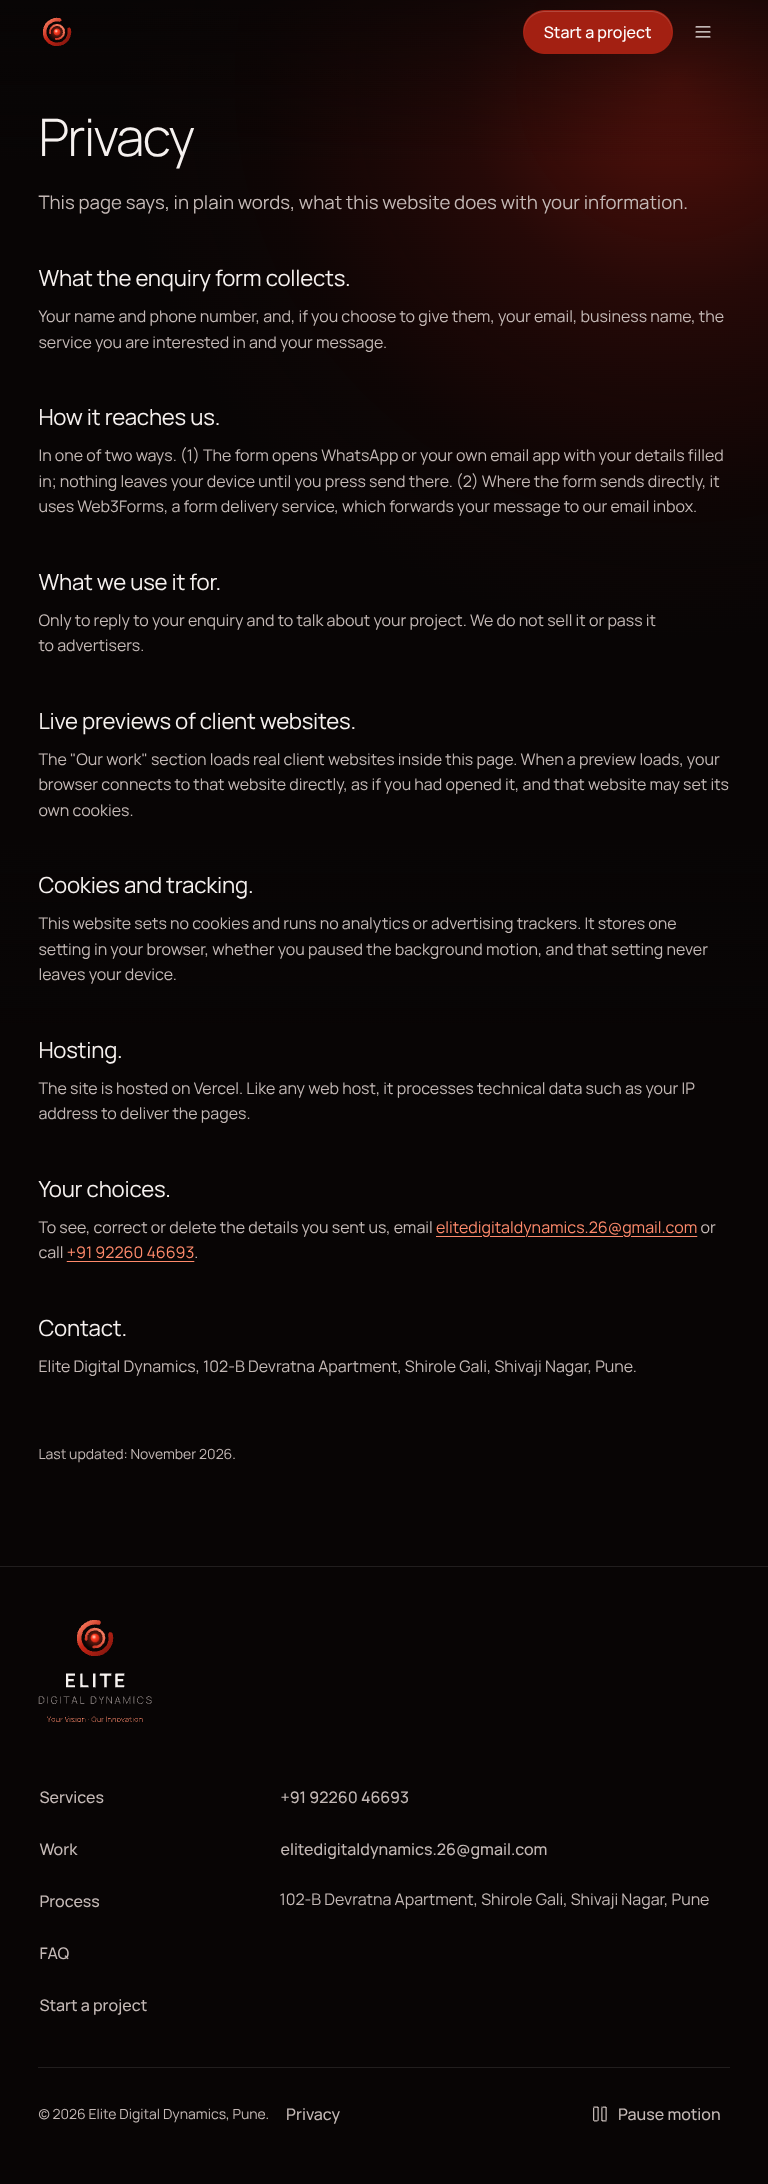 Start a project
Privacy
This page says, in plain words, what this website does with your information.
What the enquiry form collects.
Your name and phone number, and, if you choose to give them, your email, business name, the
service you are interested in and your message.
How it reaches us.
In one of two ways. (1) The form opens WhatsApp or your own email app with your details filled
in; nothing leaves your device until you press send there. (2) Where the form sends directly, it
uses Web3Forms, a form delivery service, which forwards your message to our email inbox.
What we use it for.
Only to reply to your enquiry and to talk about your project. We do not sell it or pass it
to advertisers.
Live previews of client websites.
The "Our work" section loads real client websites inside this page. When a preview loads, your
browser connects to that website directly, as if you had opened it, and that website may set its
own cookies.
Cookies and tracking.
This website sets no cookies and runs no analytics or advertising trackers. It stores one
setting in your browser, whether you paused the background motion, and that setting never
leaves your device.
Hosting.
The site is hosted on Vercel. Like any web host, it processes technical data such as your IP
address to deliver the pages.
Your choices.
To see, correct or delete the details you sent us, email elitedigitaldynamics.26@gmail.com or
call +91 92260 46693.
Contact.
Elite Digital Dynamics, 102-B Devratna Apartment, Shirole Gali, Shivaji Nagar, Pune.
Last updated: November 2026.
ELITE
DIGITAL DYNAMICS
Your Vision · Our Innovation
Services
Work
Process
FAQ
Start a project
+91 92260 46693
elitedigitaldynamics.26@gmail.com
102-B Devratna Apartment, Shirole Gali, Shivaji Nagar, Pune
© 2026 Elite Digital Dynamics, Pune. Privacy
Pause motion